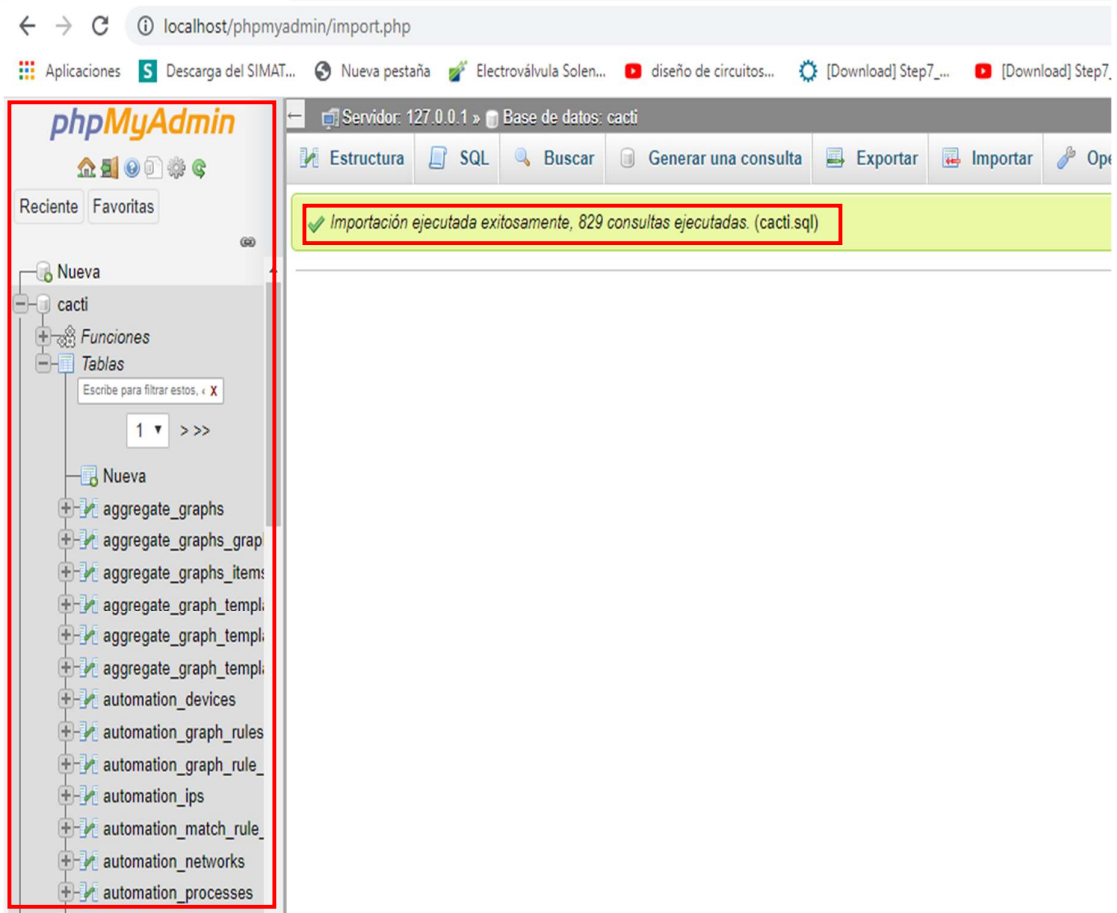 localhost/phpmyadmin/import.php
Aplicaciones
S Descarga del SIMAT...
Nueva pestaña
Electroválvula Solen...
diseño de circuitos...
[Download] Step7_...
[Download] Step7_
phpMyAdmin
Reciente
Favoritas
Nueva
cacti
Funciones
Tablas
Escribe para filtrar estos,
X
1 > >>
Nueva
aggregate_graphs
aggregate_graphs_grap
aggregate_graphs_items
aggregate_graph_templa
aggregate_graph_templa
aggregate_graph_templa
automation_devices
automation_graph_rules
automation_graph_rule_
automation_ips
automation_match_rule_
automation_networks
automation_processes
Servidor: 127.0.0.1 » Base de datos: cacti
Estructura
SQL
Buscar
Generar una consulta
Exportar
Importar
Ope
Importación ejecutada exitosamente, 829 consultas ejecutadas. (cacti.sql)